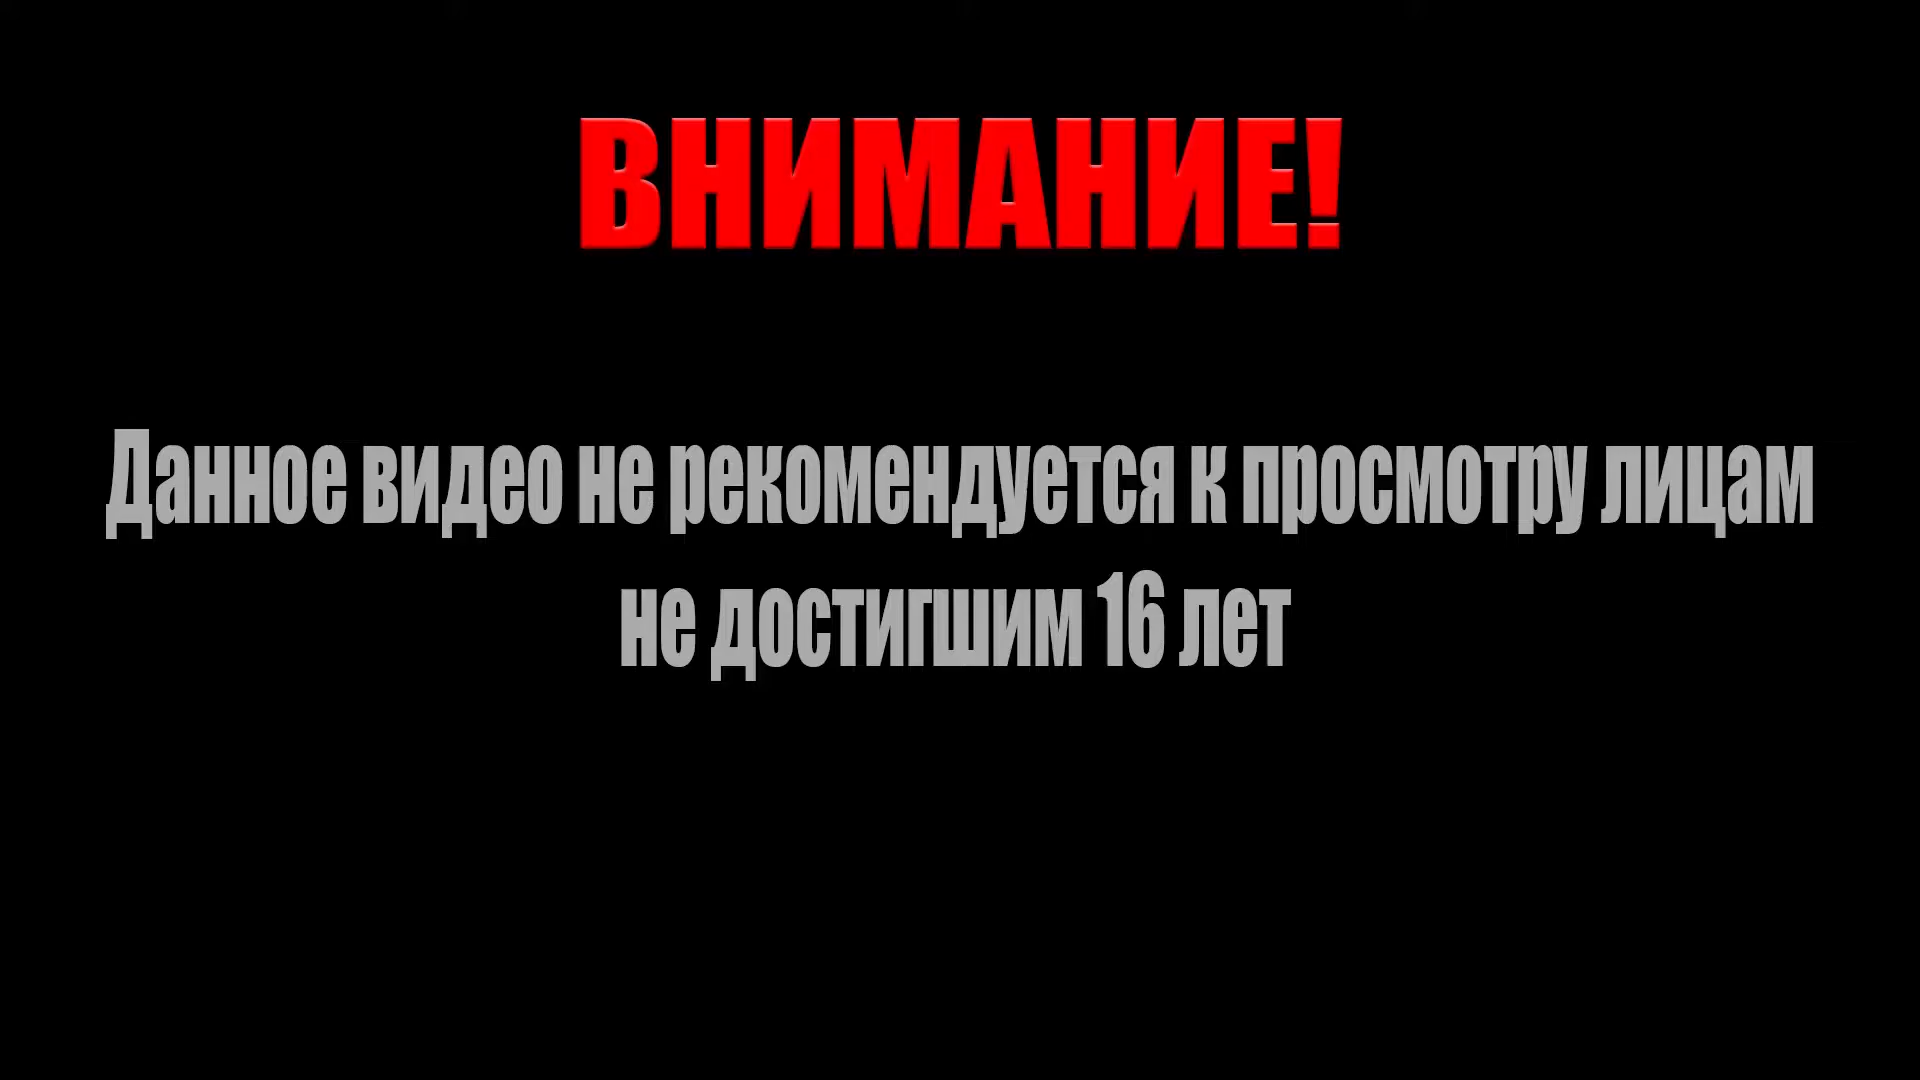 ВНИМАНИЕ!
Данное видео не рекомендуется к просмотру лицам
не достигшим 16 лет